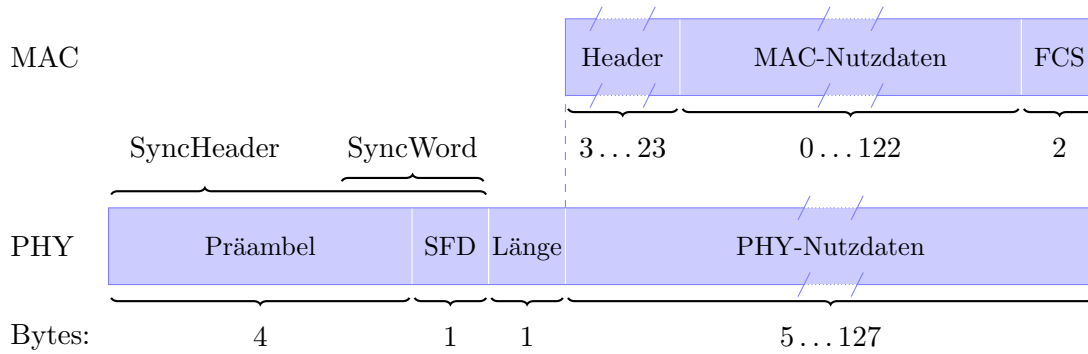 MAC Header MAC-Nutzdaten FCS
3...23 0...122 2
SyncHeader SyncWord
PHY Präambel SFD Länge PHY-Nutzdaten
Bytes: 4 1 1 5...127